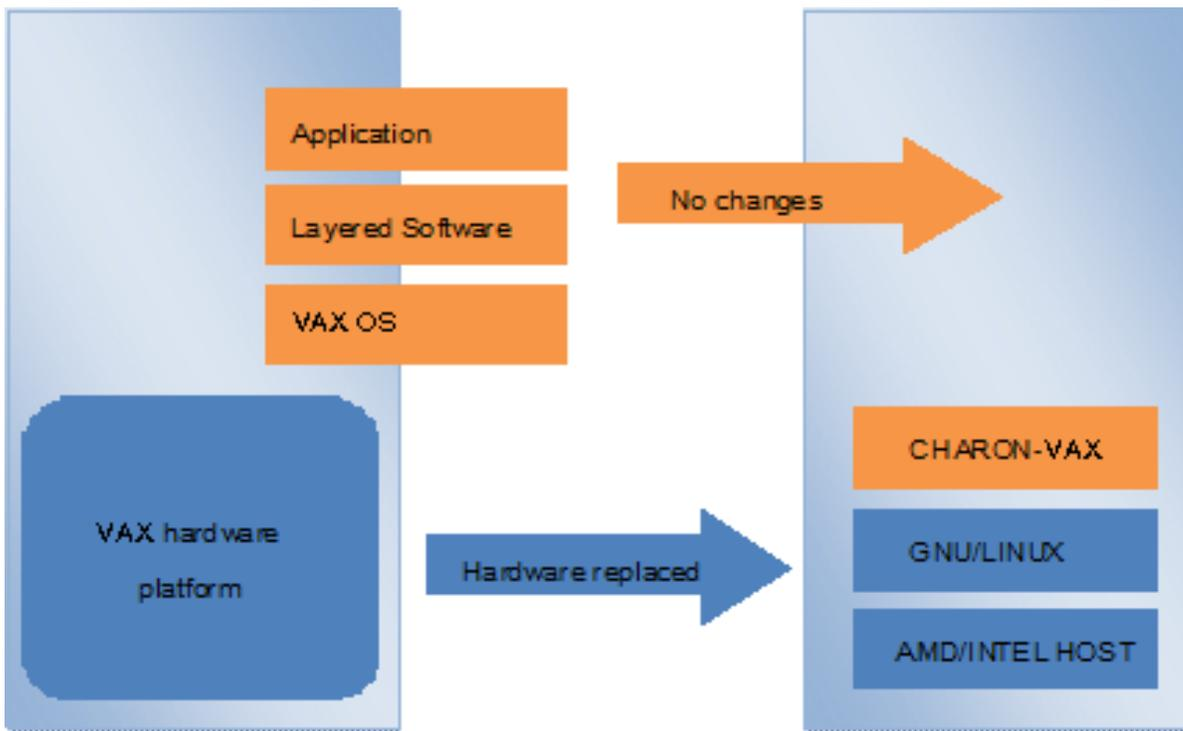 Application
Layered Software
VAX OS
No changes
VAX hardware
platform
Hardware replaced
CHARON-VAX
GNU/LINUX
AMD/INTEL HOST